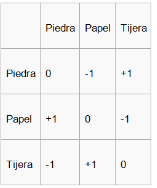 Piedra Papel Tijera
Piedra 0 -1 +1
Papel +1 0 -1
Tijera -1 +1 0